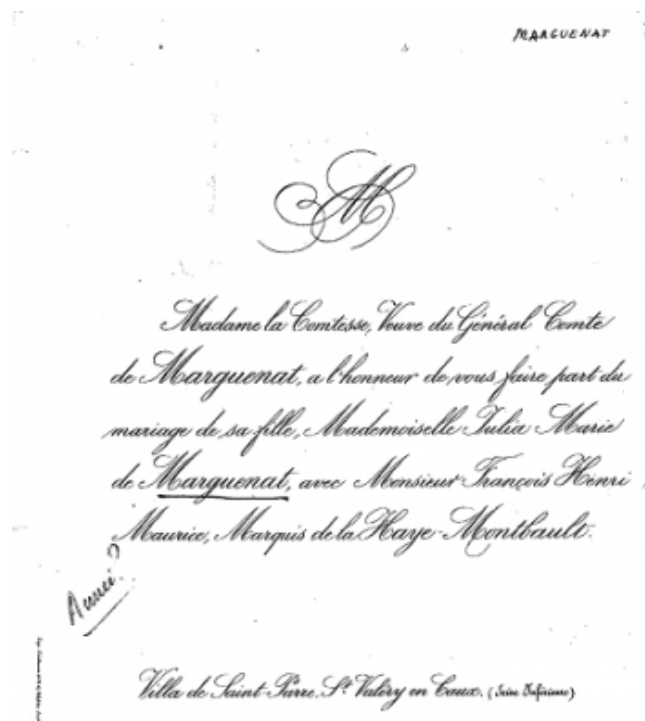 MARGUENAT
M
Madame la Comtesse, Veuve du Général Comte
de Marguenat, a l'honneur de vous faire part du
mariage de sa fille, Mademoiselle Julia Marie
de Marguenat, avec Monsieur François Henri
Maurice, Marquis de la Haye-Montbault.
Villa de Saint Pierre. St Valéry en Caux. (Seine Inférieure)